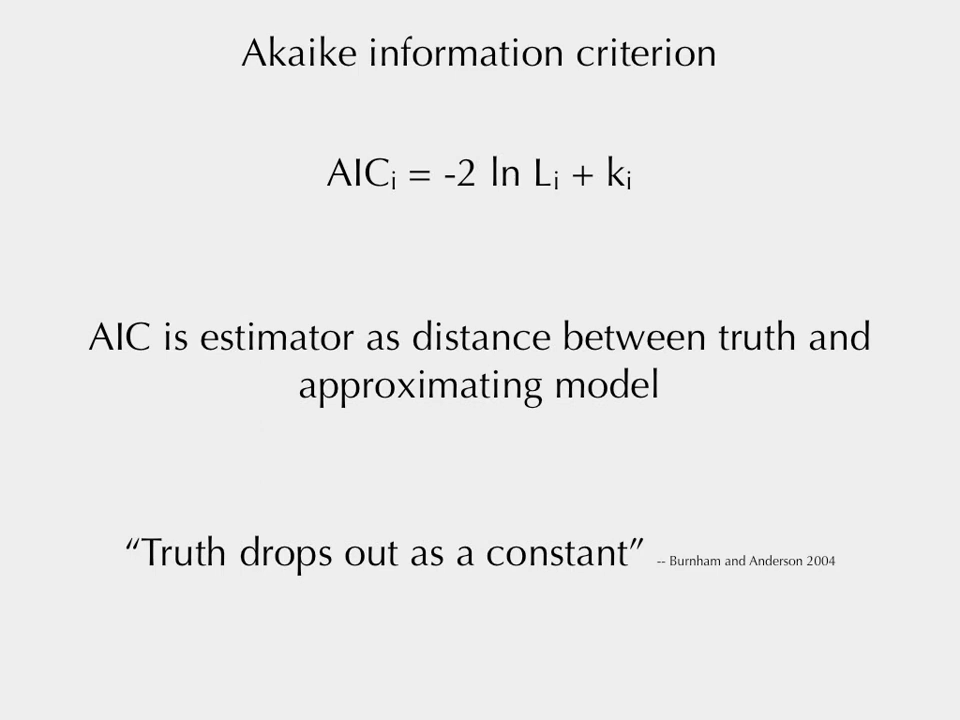 Akaike information criterion
AICᵢ = -2 ln Lᵢ + kᵢ
AIC is estimator as distance between truth and
approximating model
“Truth drops out as a constant” -- Burnham and Anderson 2004